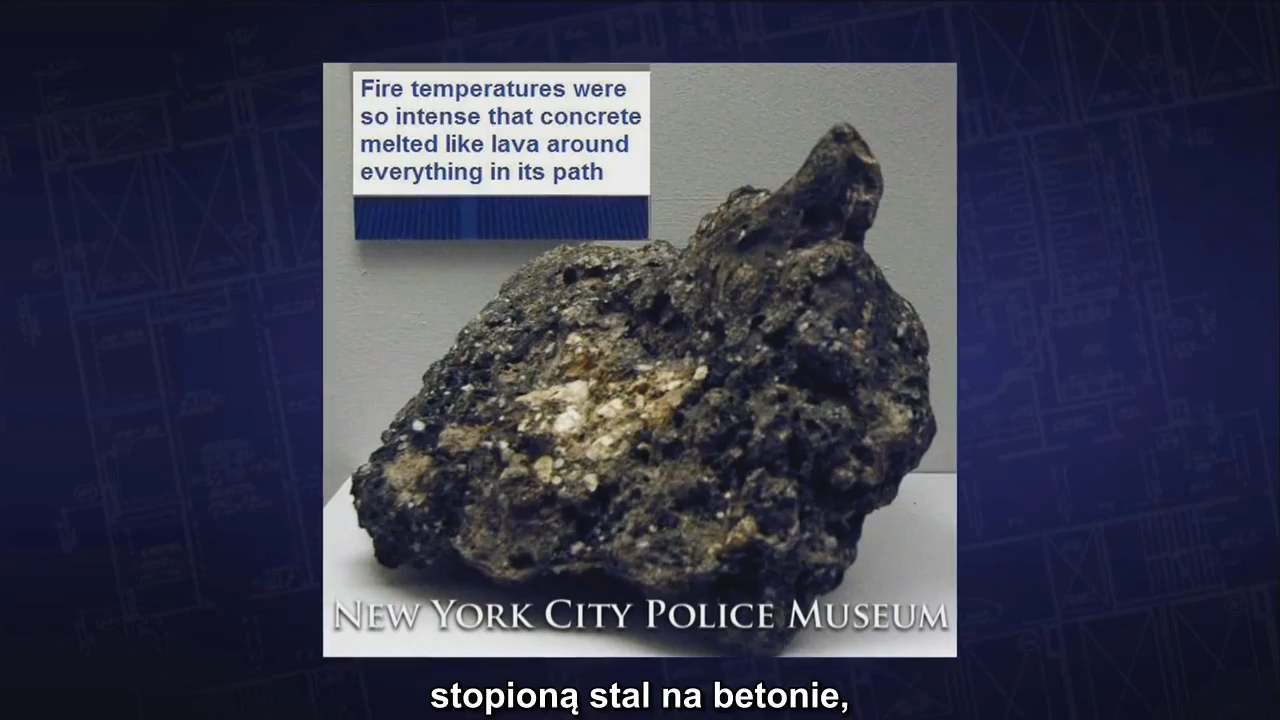 Fire temperatures were
so intense that concrete
melted like lava around
everything in its path
NEW YORK CITY POLICE MUSEUM
stopioną stal na betonie,